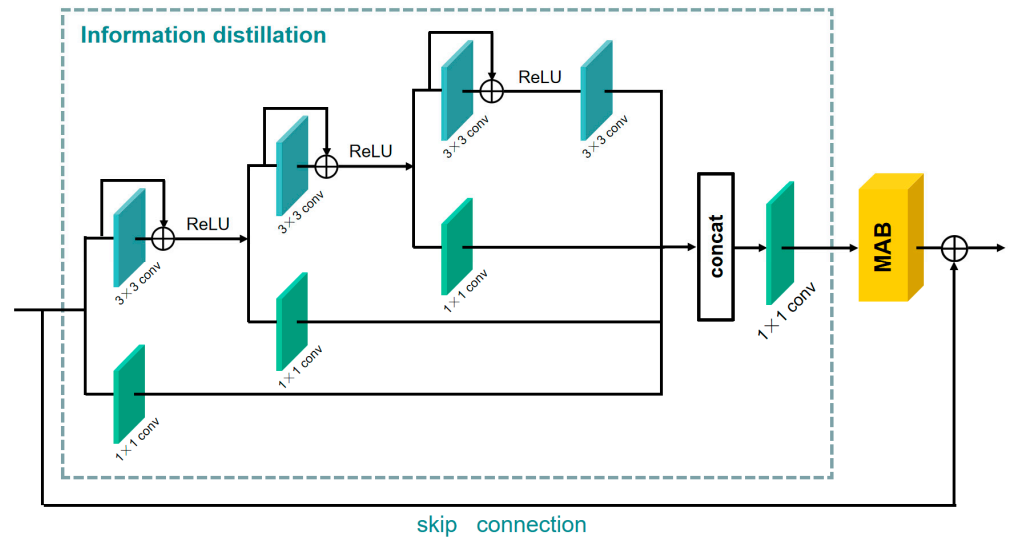 Information distillation
ReLU
3×3 conv
3×3 conv
ReLU
3×3 conv
ReLU
3×3 conv
1×1 conv
1×1 conv
1×1 conv
concat
1×1 conv
MAB
skip connection